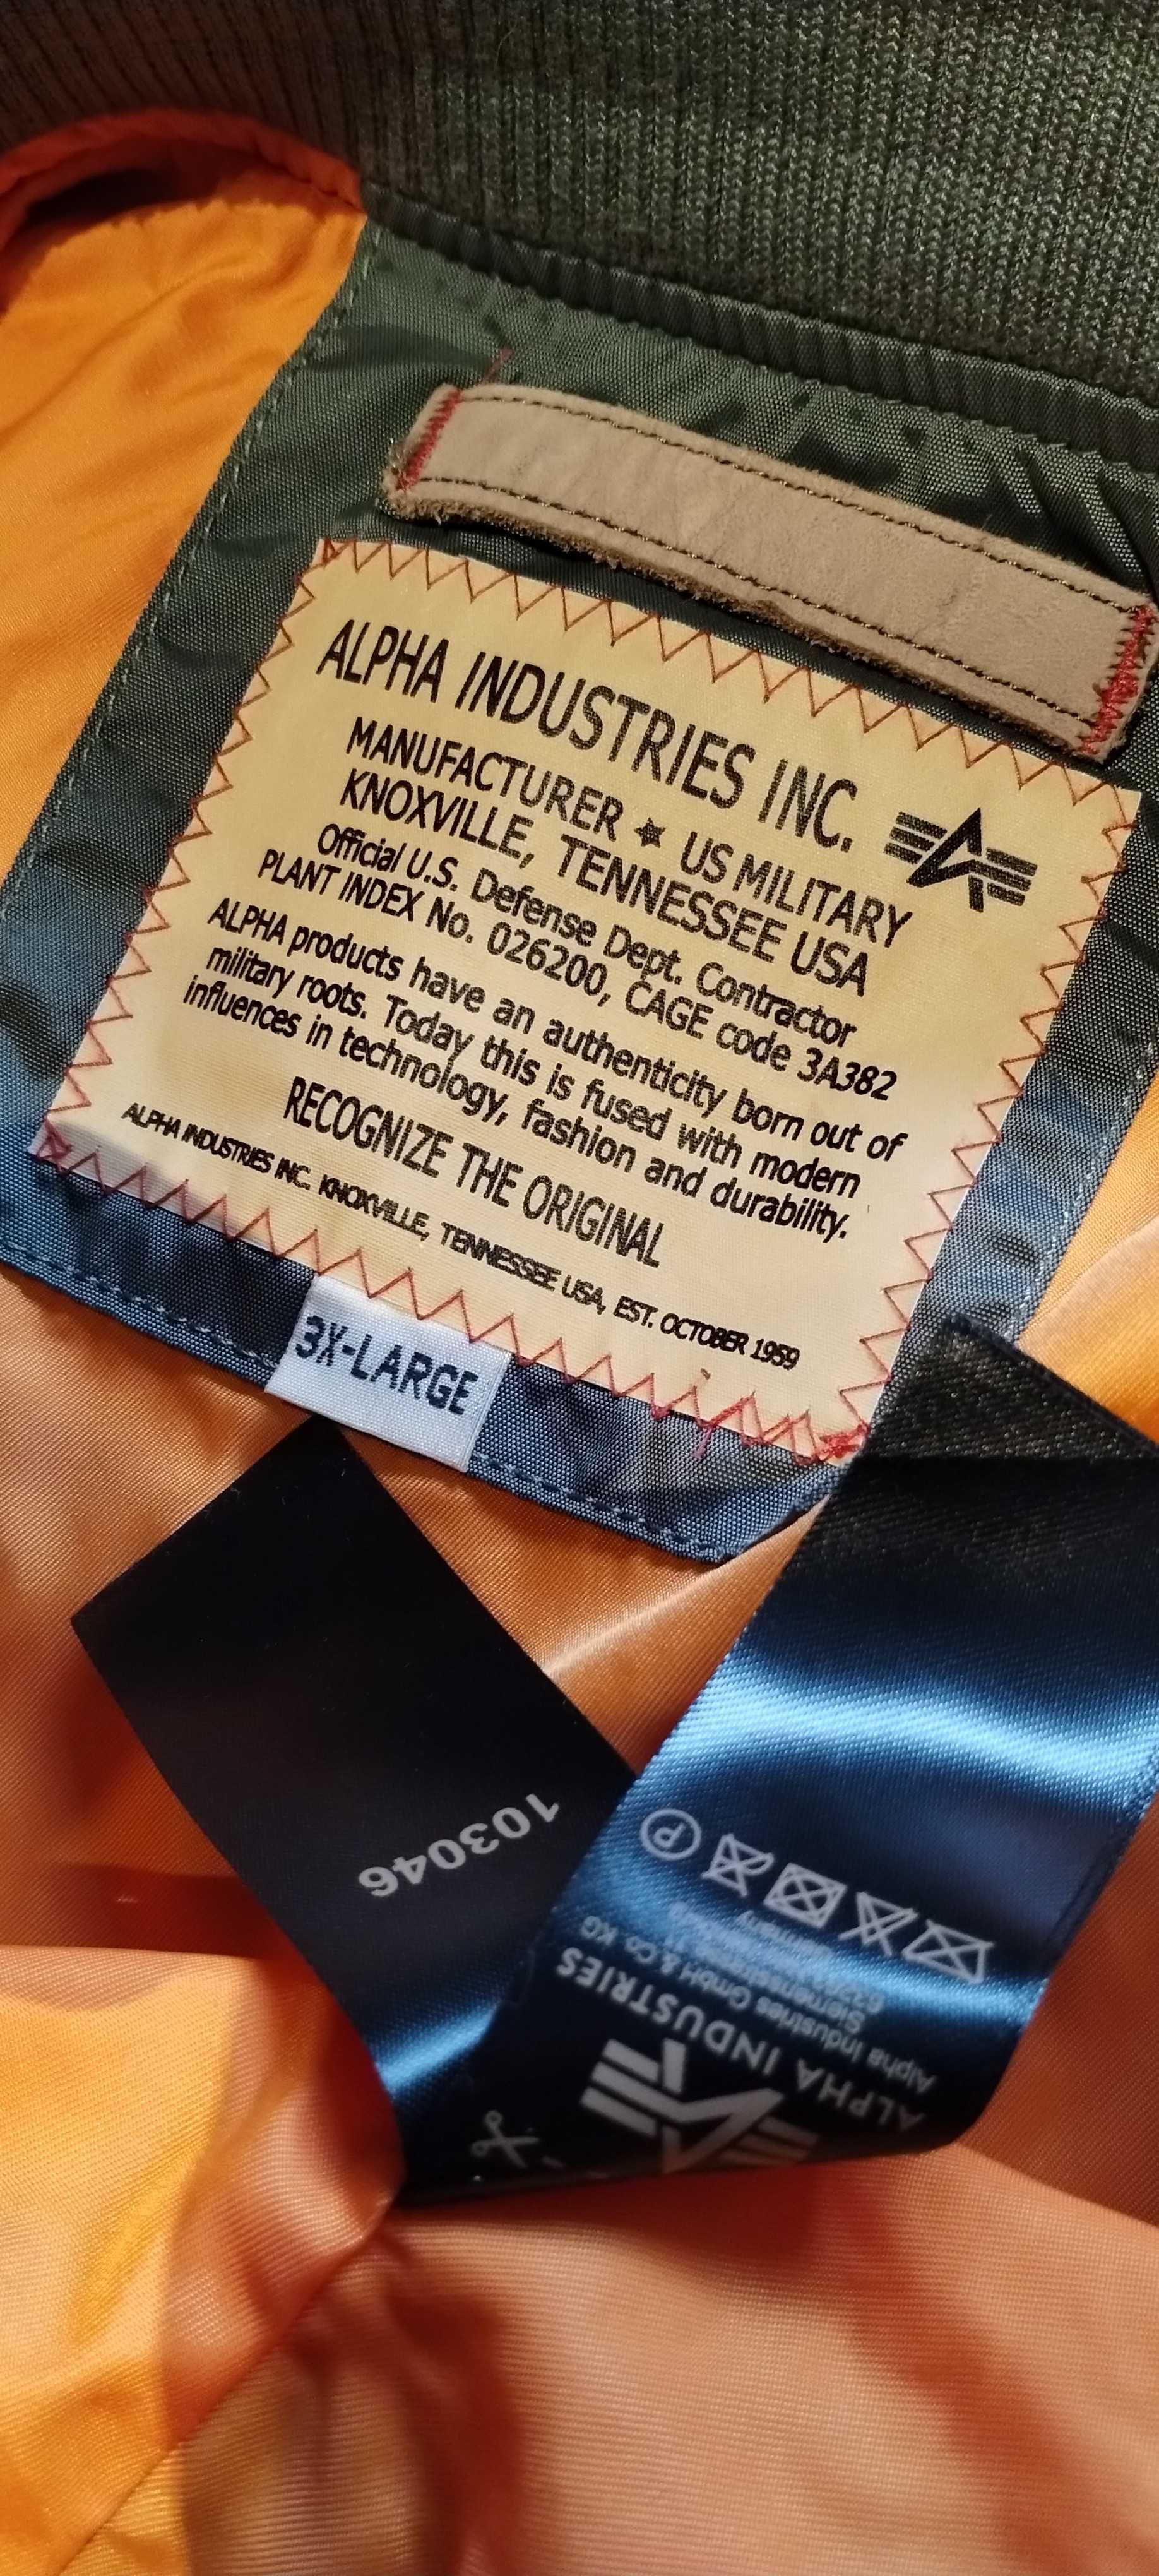 ALPHA INDUSTRIES INC.
MANUFACTURER ★ US MILITARY
KNOXVILLE, TENNESSEE USA
Official U.S. Defense Dept. Contractor
PLANT INDEX No. 026200, CAGE code 3A382
ALPHA products have an authenticity born out of
military roots. Today this is fused with modern
influences in technology, fashion and durability.
RECOGNIZE THE ORIGINAL
ALPHA INDUSTRIES INC. KNOXVILLE, TENNESSEE USA, EST. OCTOBER 1959
3X-LARGE
103046
ALPHA INDUSTRIES
Alpha Industries GmbH & Co. KG
Germany
P